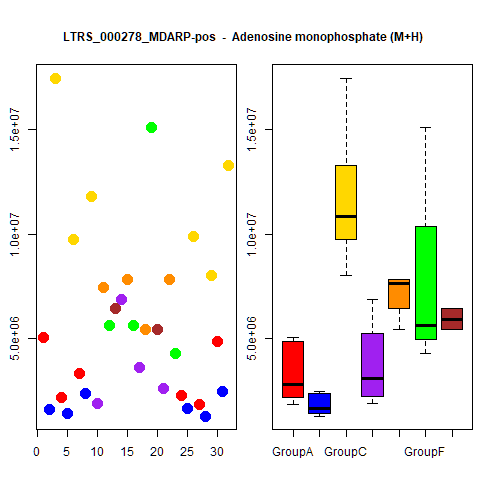 LTRS_000278_MDARP-pos - Adenosine monophosphate (M+H)
1.5e+07
1.0e+07
5.0e+06
0 5 10 15 20 25 30
1.5e+07
1.0e+07
5.0e+06
GroupA GroupC GroupF